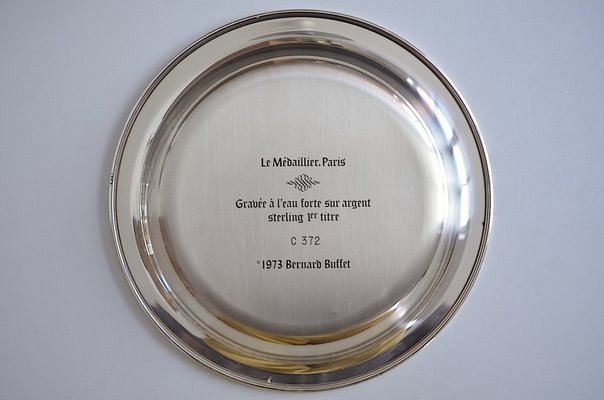 Le Médaillier, Paris
Gravée à l'eau forte sur argent
sterling 1er titre
C 372
©1973 Bernard Buffet